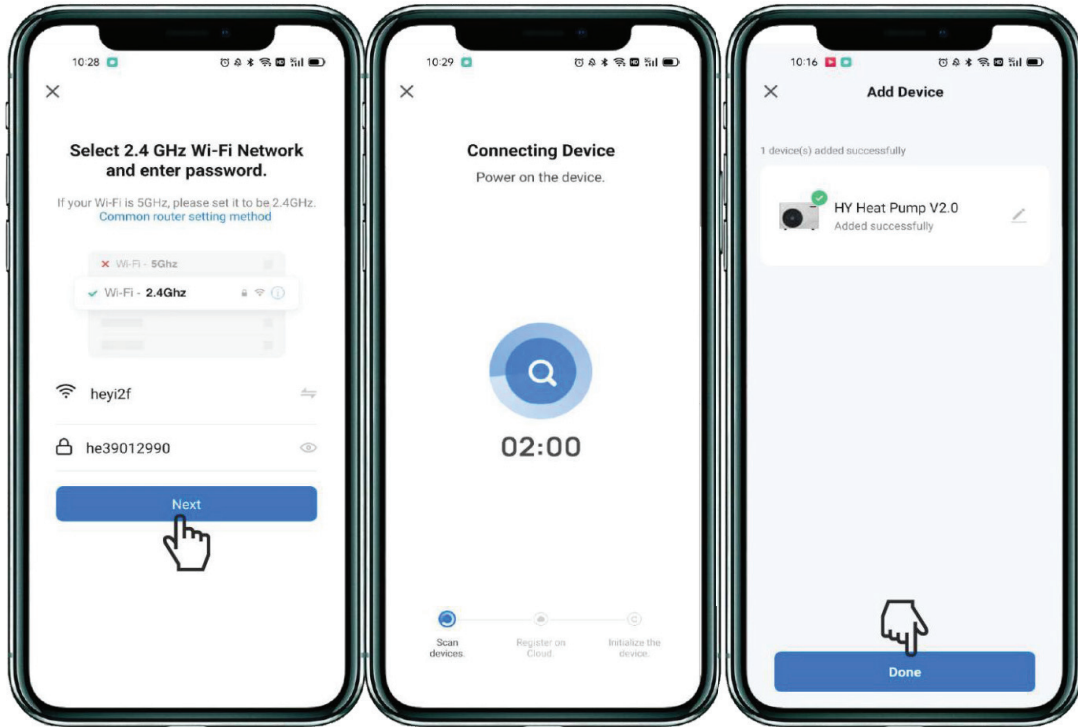 10:28
Select 2.4 GHz Wi-Fi Network
and enter password.
If your Wi-Fi is 5GHz, please set it to be 2.4GHz.
Common router setting method
Wi-Fi - 5Ghz
Wi-Fi - 2.4Ghz
heyi2f
he39012990
Next
10:29
Connecting Device
Power on the device.
02:00
Scan
devices.
Register on
Cloud.
Initialize the
device.
10:16
Add Device
1 device(s) added successfully
HY Heat Pump V2.0
Added successfully
Done